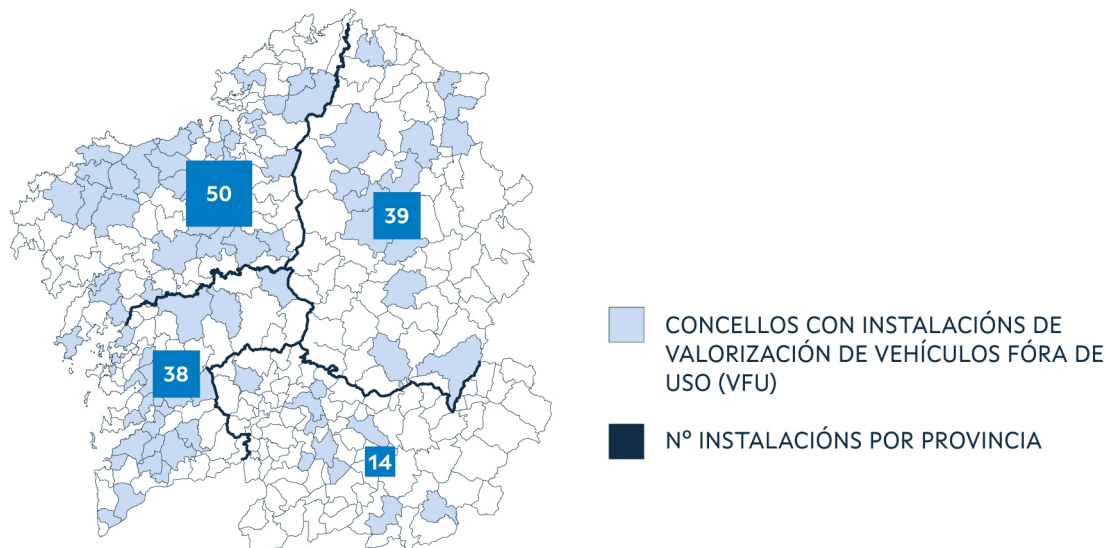 50
39
38
14
CONCELLOS CON INSTALACIÓNS DE
VALORIZACIÓN DE VEHÍCULOS FÓRA DE
USO (VFU)
Nº INSTALACIÓNS POR PROVINCIA